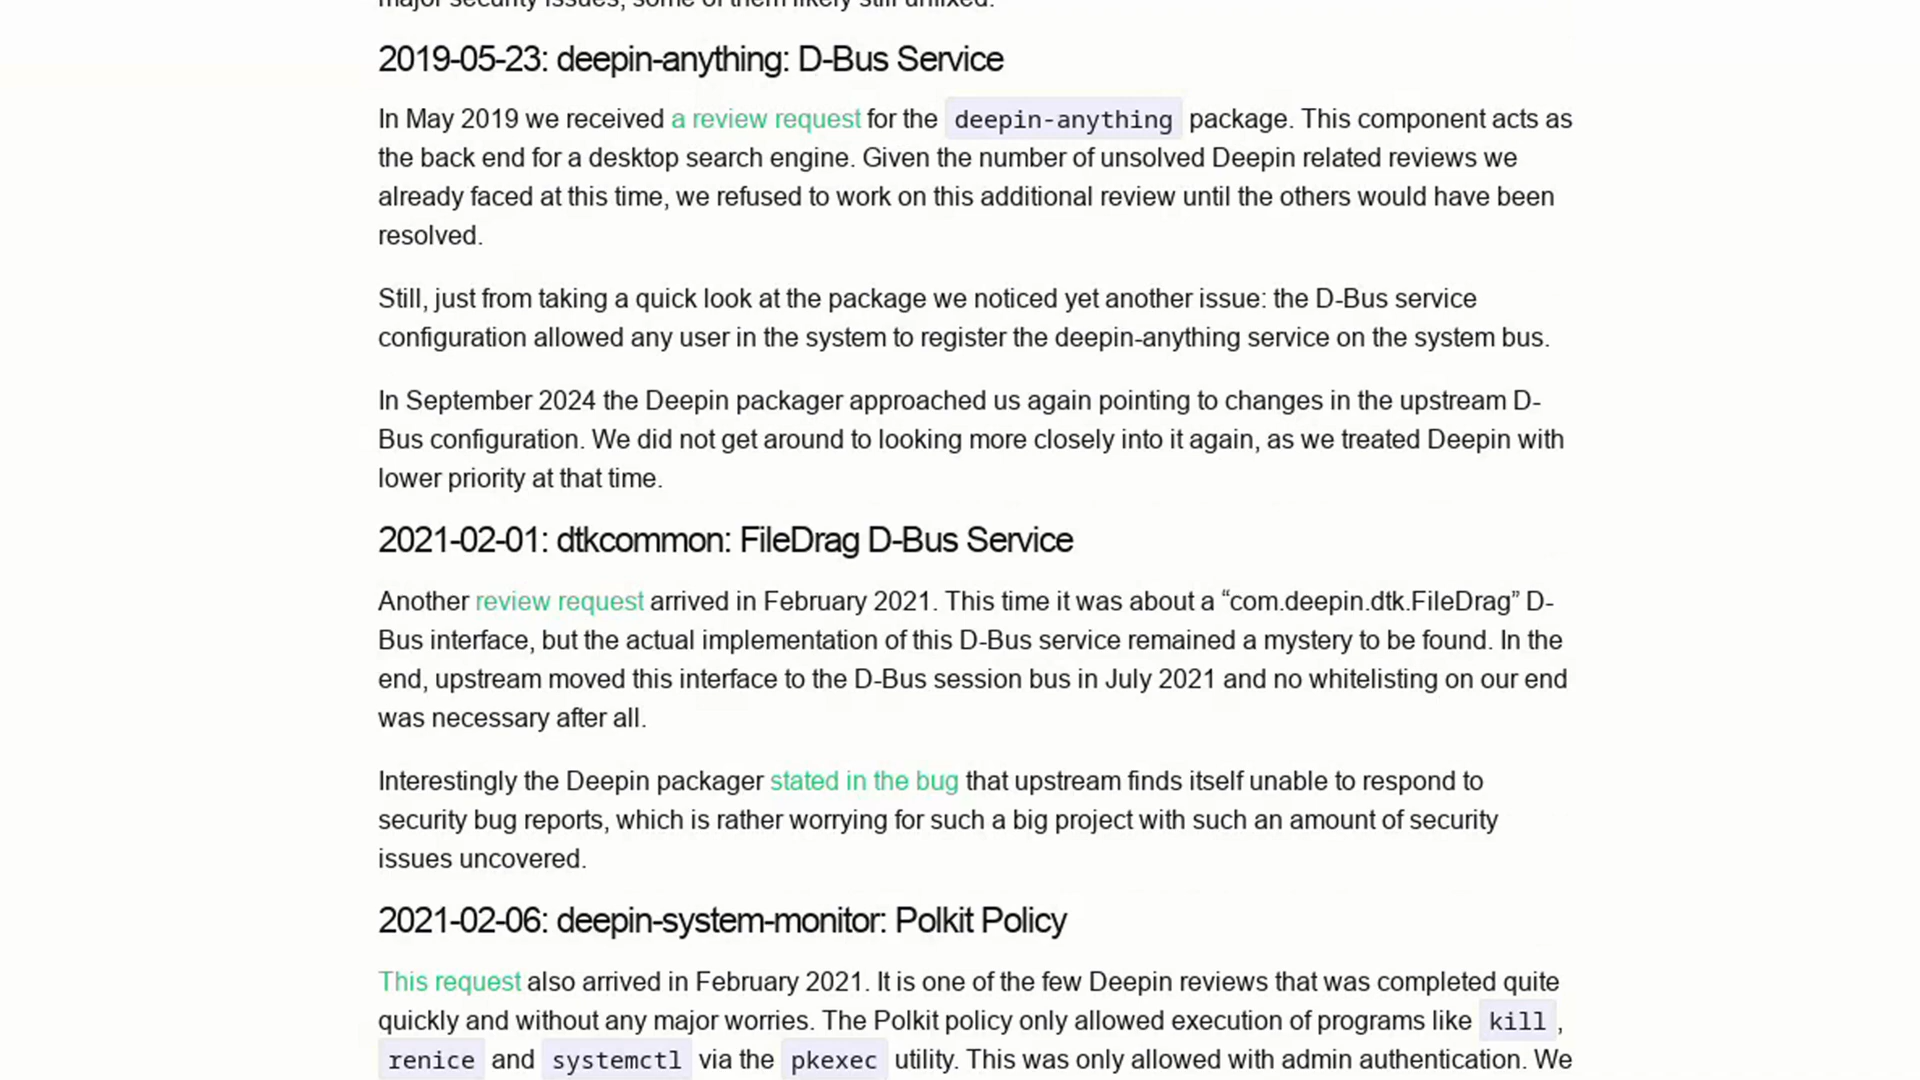 major security issues, some of them likely still unfixed.
2019-05-23: deepin-anything: D-Bus Service
In May 2019 we received a review request for the deepin-anything package. This component acts as
the back end for a desktop search engine. Given the number of unsolved Deepin related reviews we
already faced at this time, we refused to work on this additional review until the others would have been
resolved.
Still, just from taking a quick look at the package we noticed yet another issue: the D-Bus service
configuration allowed any user in the system to register the deepin-anything service on the system bus.
In September 2024 the Deepin packager approached us again pointing to changes in the upstream D-
Bus configuration. We did not get around to looking more closely into it again, as we treated Deepin with
lower priority at that time.
2021-02-01: dtkcommon: FileDrag D-Bus Service
Another review request arrived in February 2021. This time it was about a “com.deepin.dtk.FileDrag” D-
Bus interface, but the actual implementation of this D-Bus service remained a mystery to be found. In the
end, upstream moved this interface to the D-Bus session bus in July 2021 and no whitelisting on our end
was necessary after all.
Interestingly the Deepin packager stated in the bug that upstream finds itself unable to respond to
security bug reports, which is rather worrying for such a big project with such an amount of security
issues uncovered.
2021-02-06: deepin-system-monitor: Polkit Policy
This request also arrived in February 2021. It is one of the few Deepin reviews that was completed quite
quickly and without any major worries. The Polkit policy only allowed execution of programs like kill ,
renice and systemctl via the pkexec utility. This was only allowed with admin authentication. We